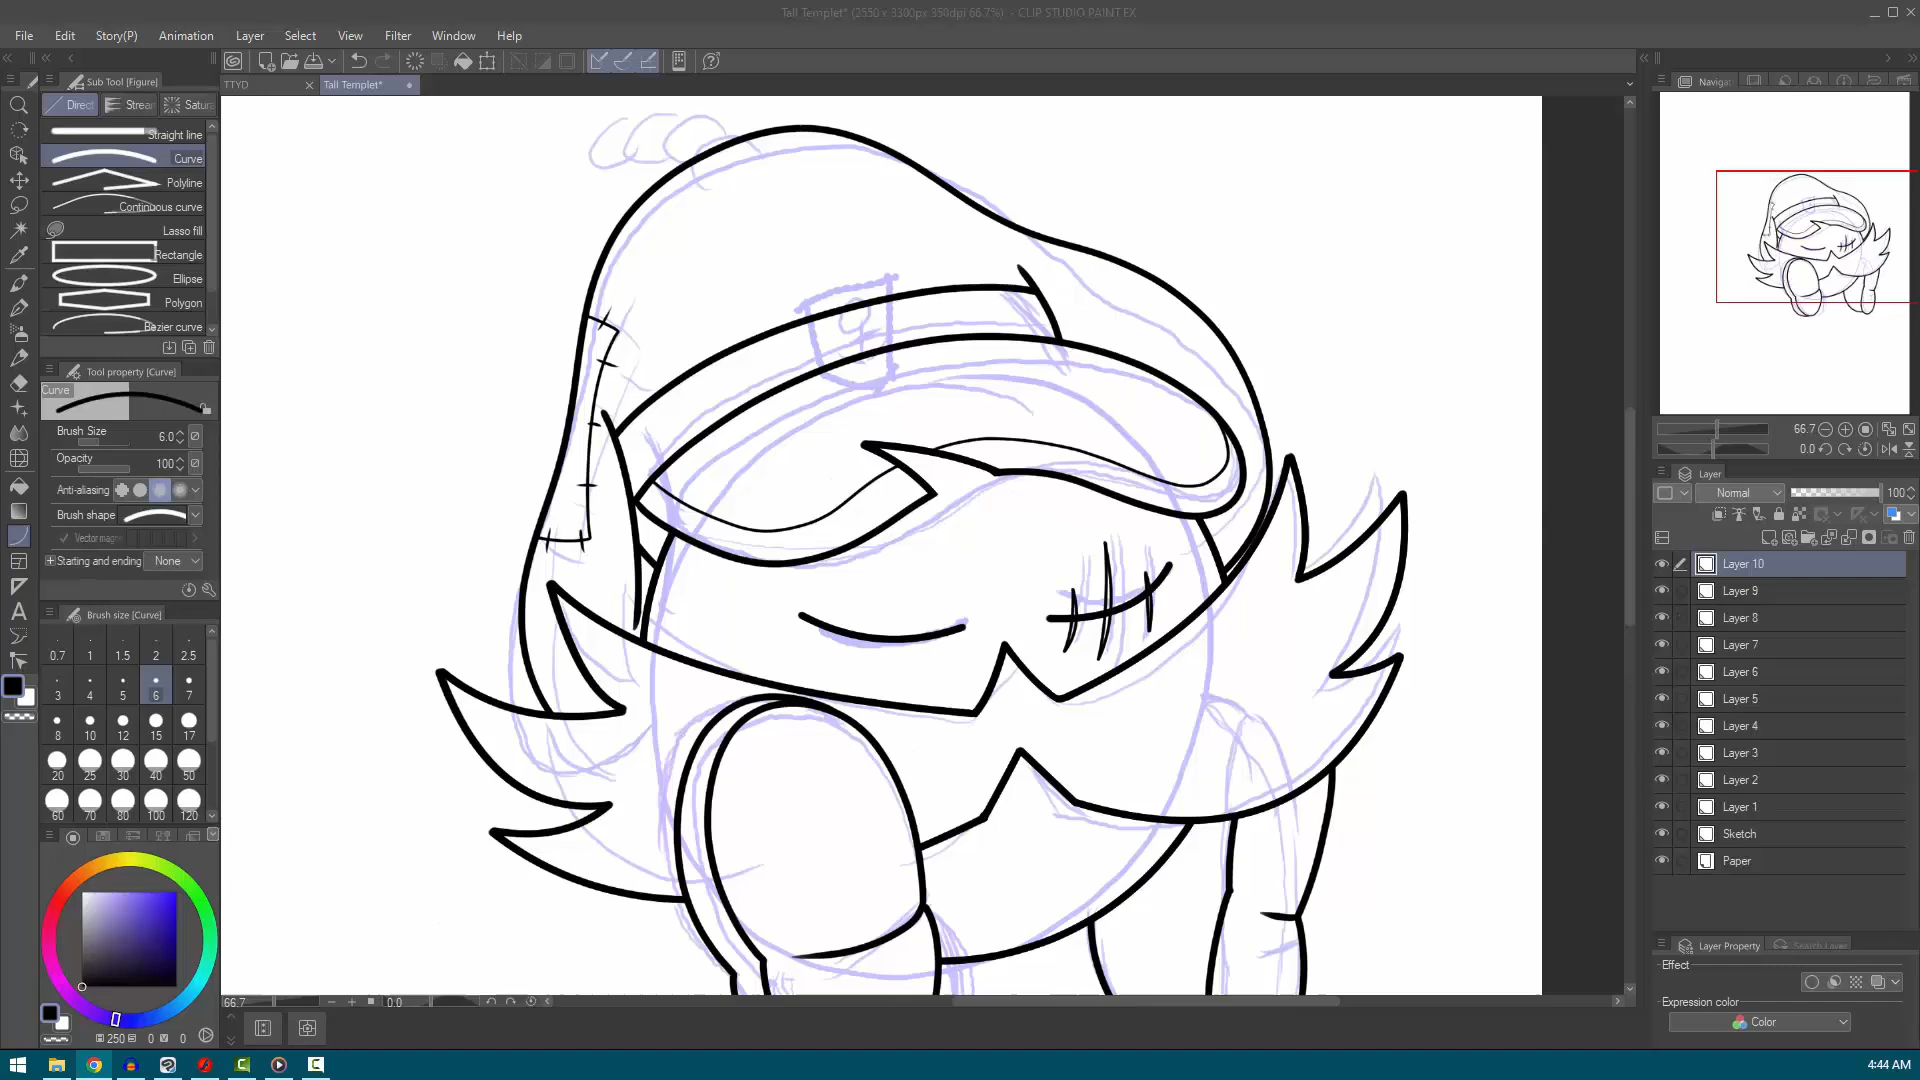 Tall Templet* (2550 x 3300px 350dpi 66.7%) - CLIP STUDIO PAINT EX
File Edit Story(P) Animation Layer Select View Filter Window Help
Sub Tool [Figure]
TTYD
Tall Templet*
Direct Stream Satura
Straight line
Curve
Polyline
Continuous curve
Lasso fill
Rectangle
Ellipse
Polygon
Bezier curve
Tool property [Curve]
Curve
Brush Size 6.0
Opacity 100
Anti-aliasing
Brush shape
Vector magn
Starting and ending None
Brush size [Curve]
0.7 1 1.5 2 2.5
3 4 5 6 7
8 10 12 15 17
20 25 30 40 50
60 70 80 100 120
250 0 0
66.7 0.0
Navigat
66.7
0.0
Layer
Normal 100
Layer 10
Layer 9
Layer 8
Layer 7
Layer 6
Layer 5
Layer 4
Layer 3
Layer 2
Layer 1
Sketch
Paper
Layer Property Search Layer
Effect
Expression color
Color
4:44 AM